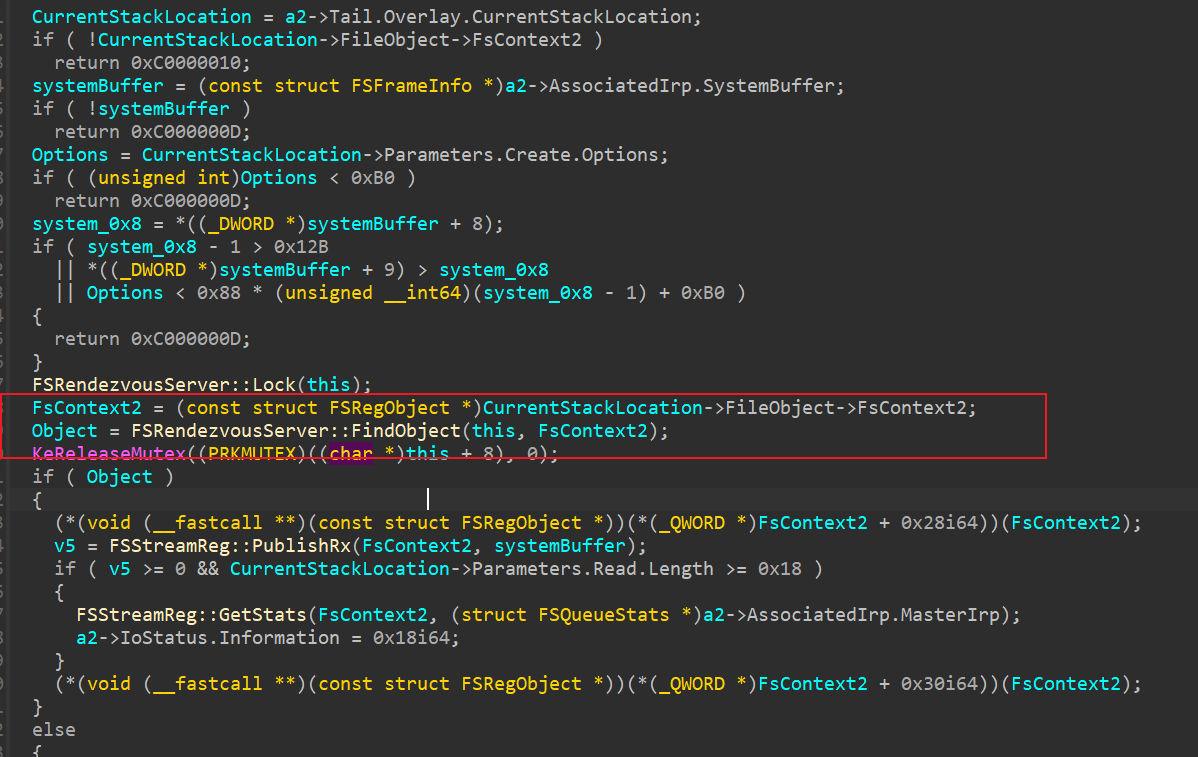 CurrentStackLocation = a2->Tail.Overlay.CurrentStackLocation;
if ( !CurrentStackLocation->FileObject->FsContext2 )
  return 0xC0000010;
systemBuffer = (const struct FSFrameInfo *)a2->AssociatedIrp.SystemBuffer;
if ( !systemBuffer )
  return 0xC000000D;
Options = CurrentStackLocation->Parameters.Create.Options;
if ( (unsigned int)Options < 0xB0 )
  return 0xC000000D;
system_0x8 = *((_DWORD *)systemBuffer + 8);
if ( system_0x8 - 1 > 0x12B
  || *((_DWORD *)systemBuffer + 9) > system_0x8
  || Options < 0x88 * (unsigned __int64)(system_0x8 - 1) + 0xB0 )
{
  return 0xC000000D;
}
FSRendezvousServer::Lock(this);
FsContext2 = (const struct FSRegObject *)CurrentStackLocation->FileObject->FsContext2;
Object = FSRendezvousServer::FindObject(this, FsContext2);
KeReleaseMutex((PRKMUTEX)((char *)this + 8), 0);
if ( Object )
{
  (*(void (__fastcall **)(const struct FSRegObject *))(*(_QWORD *)FsContext2 + 0x28i64))(FsContext2);
  v5 = FSStreamReg::PublishRx(FsContext2, systemBuffer);
  if ( v5 >= 0 && CurrentStackLocation->Parameters.Read.Length >= 0x18 )
  {
    FSStreamReg::GetStats(FsContext2, (struct FSQueueStats *)a2->AssociatedIrp.MasterIrp);
    a2->IoStatus.Information = 0x18i64;
  }
  (*(void (__fastcall **)(const struct FSRegObject *))(*(_QWORD *)FsContext2 + 0x30i64))(FsContext2);
}
else
{